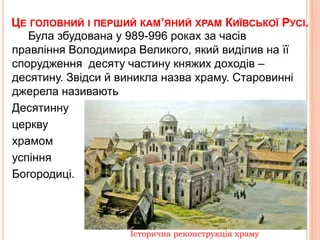 ЦЕ ГОЛОВНИЙ І ПЕРШИЙ КАМ’ЯНИЙ ХРАМ КИЇВСЬКОЇ РУСІ.
Була збудована у 989-996 роках за часів
правління Володимира Великого, який виділив на її
спорудження десяту частину княжих доходів –
десятину. Звідси й виникла назва храму. Старовинні
джерела називають
Десятинну
церкву
храмом
успіння
Богородиці.
Історична реконструкція храму